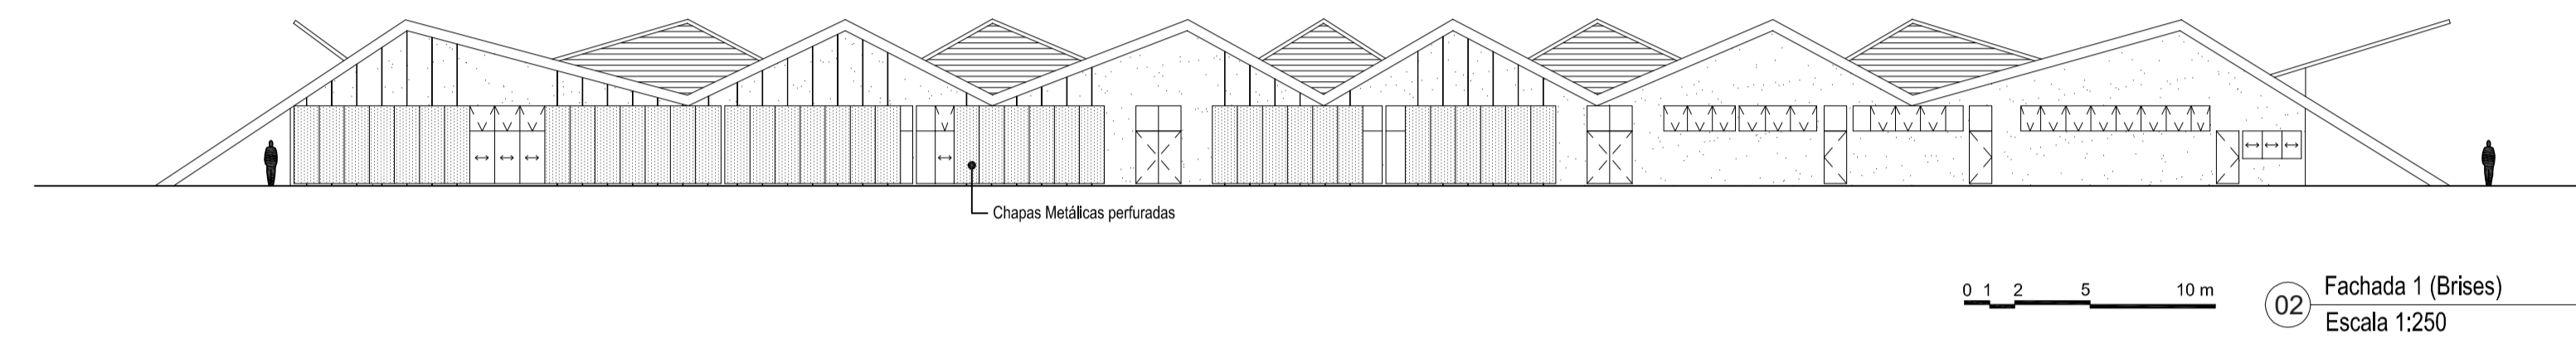 Chapas Metálicas perfuradas
0 1 2 5 10 m
02
Fachada 1 (Brises)
Escala 1:250